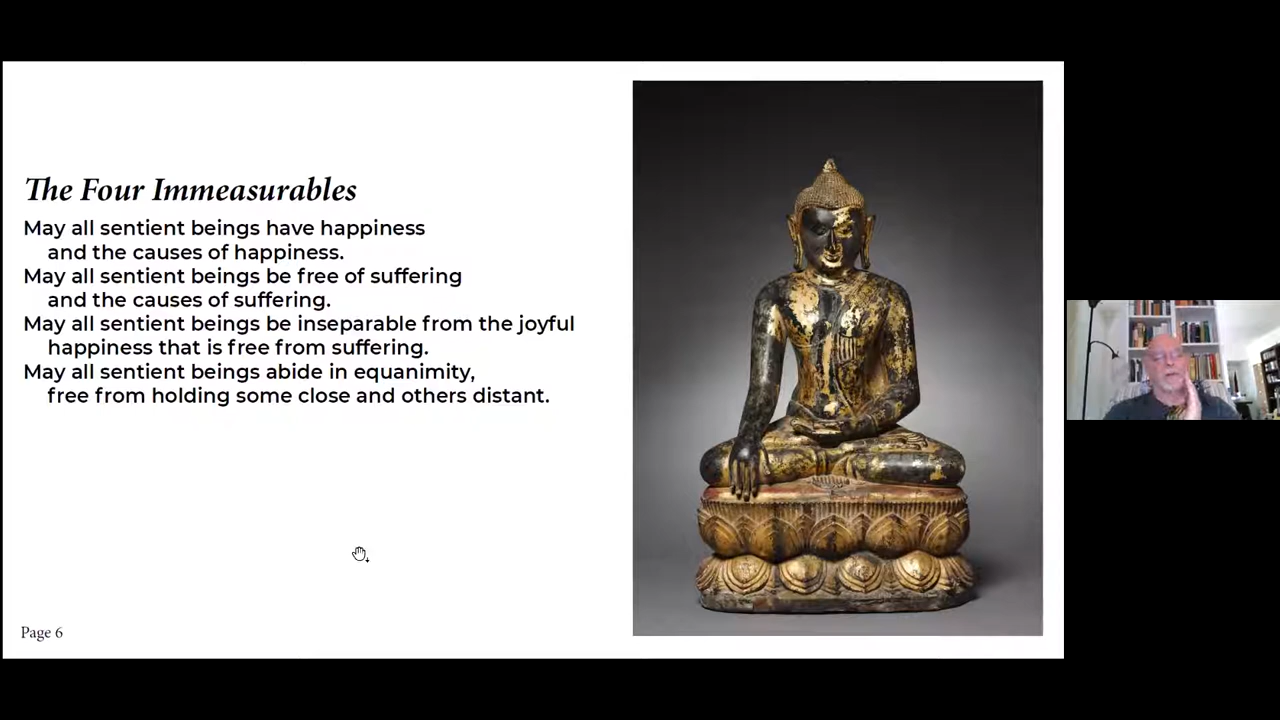 The Four Immeasurables
May all sentient beings have happiness
and the causes of happiness.
May all sentient beings be free of suffering
and the causes of suffering.
May all sentient beings be inseparable from the joyful
happiness that is free from suffering.
May all sentient beings abide in equanimity,
free from holding some close and others distant.
Page 6